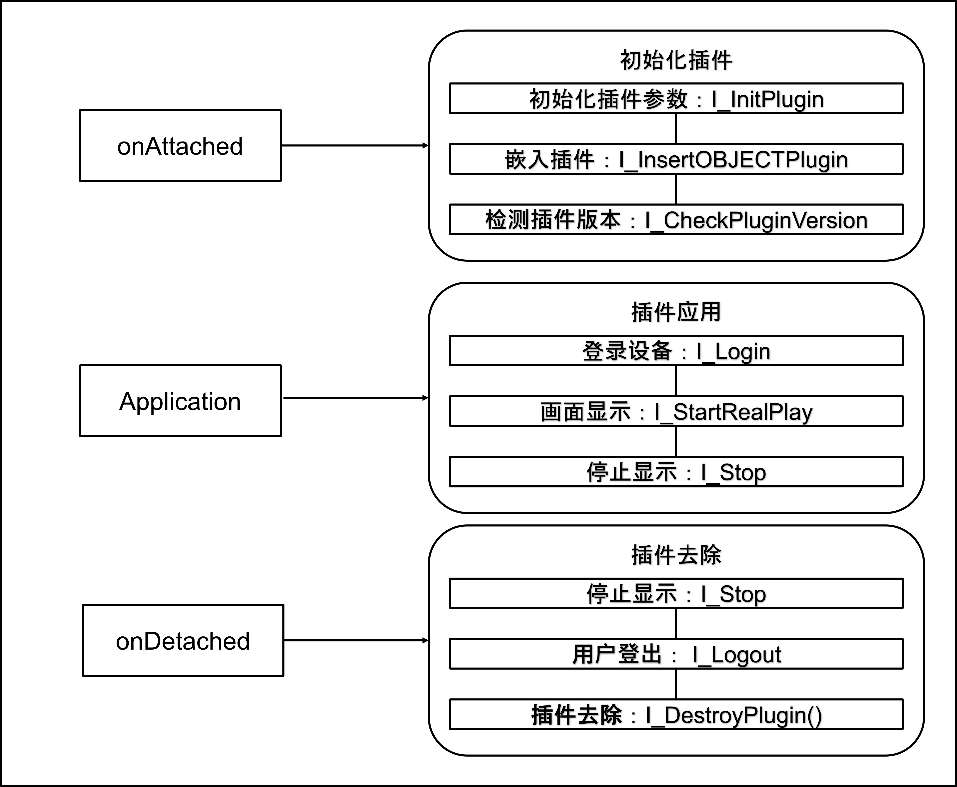 onAttached
初始化插件
初始化插件参数：I_InitPlugin
嵌入插件：I_InsertOBJECTPlugin
检测插件版本：I_CheckPluginVersion
Application
插件应用
登录设备：I_Login
画面显示：I_StartRealPlay
停止显示：I_Stop
onDetached
插件去除
停止显示：I_Stop
用户登出： I_Logout
插件去除：I_DestroyPlugin()